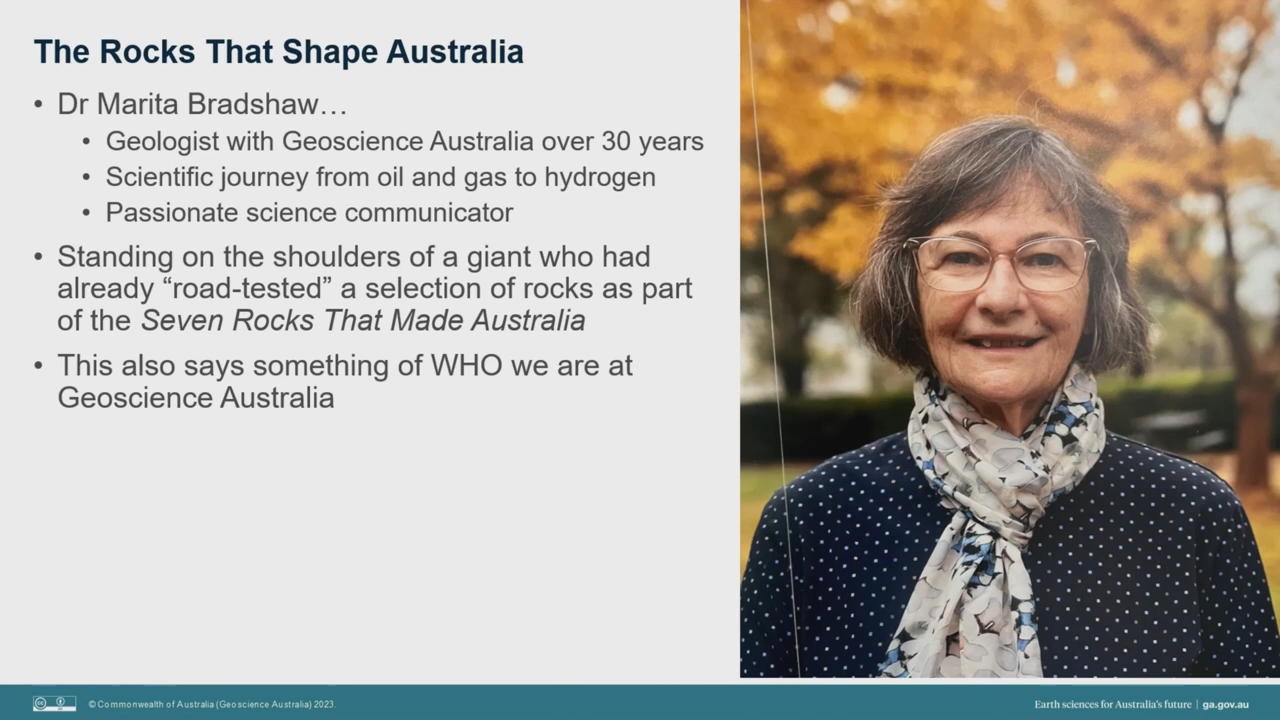 The Rocks That Shape Australia
• Dr Marita Bradshaw…
• Geologist with Geoscience Australia over 30 years
• Scientific journey from oil and gas to hydrogen
• Passionate science communicator
• Standing on the shoulders of a giant who had
already “road-tested” a selection of rocks as part
of the Seven Rocks That Made Australia
• This also says something of WHO we are at
Geoscience Australia
© Commonwealth of Australia (Geoscience Australia) 2023.
Earth sciences for Australia’s future | ga.gov.au